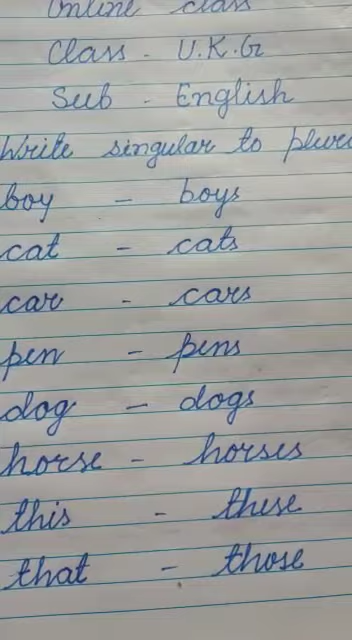 Online class
Class - U.K.G
Sub - English
Write singular to plura
boy - boys
cat - cats
car - cars
pen - pens
dog - dogs
horse - horses
this - these
that - those